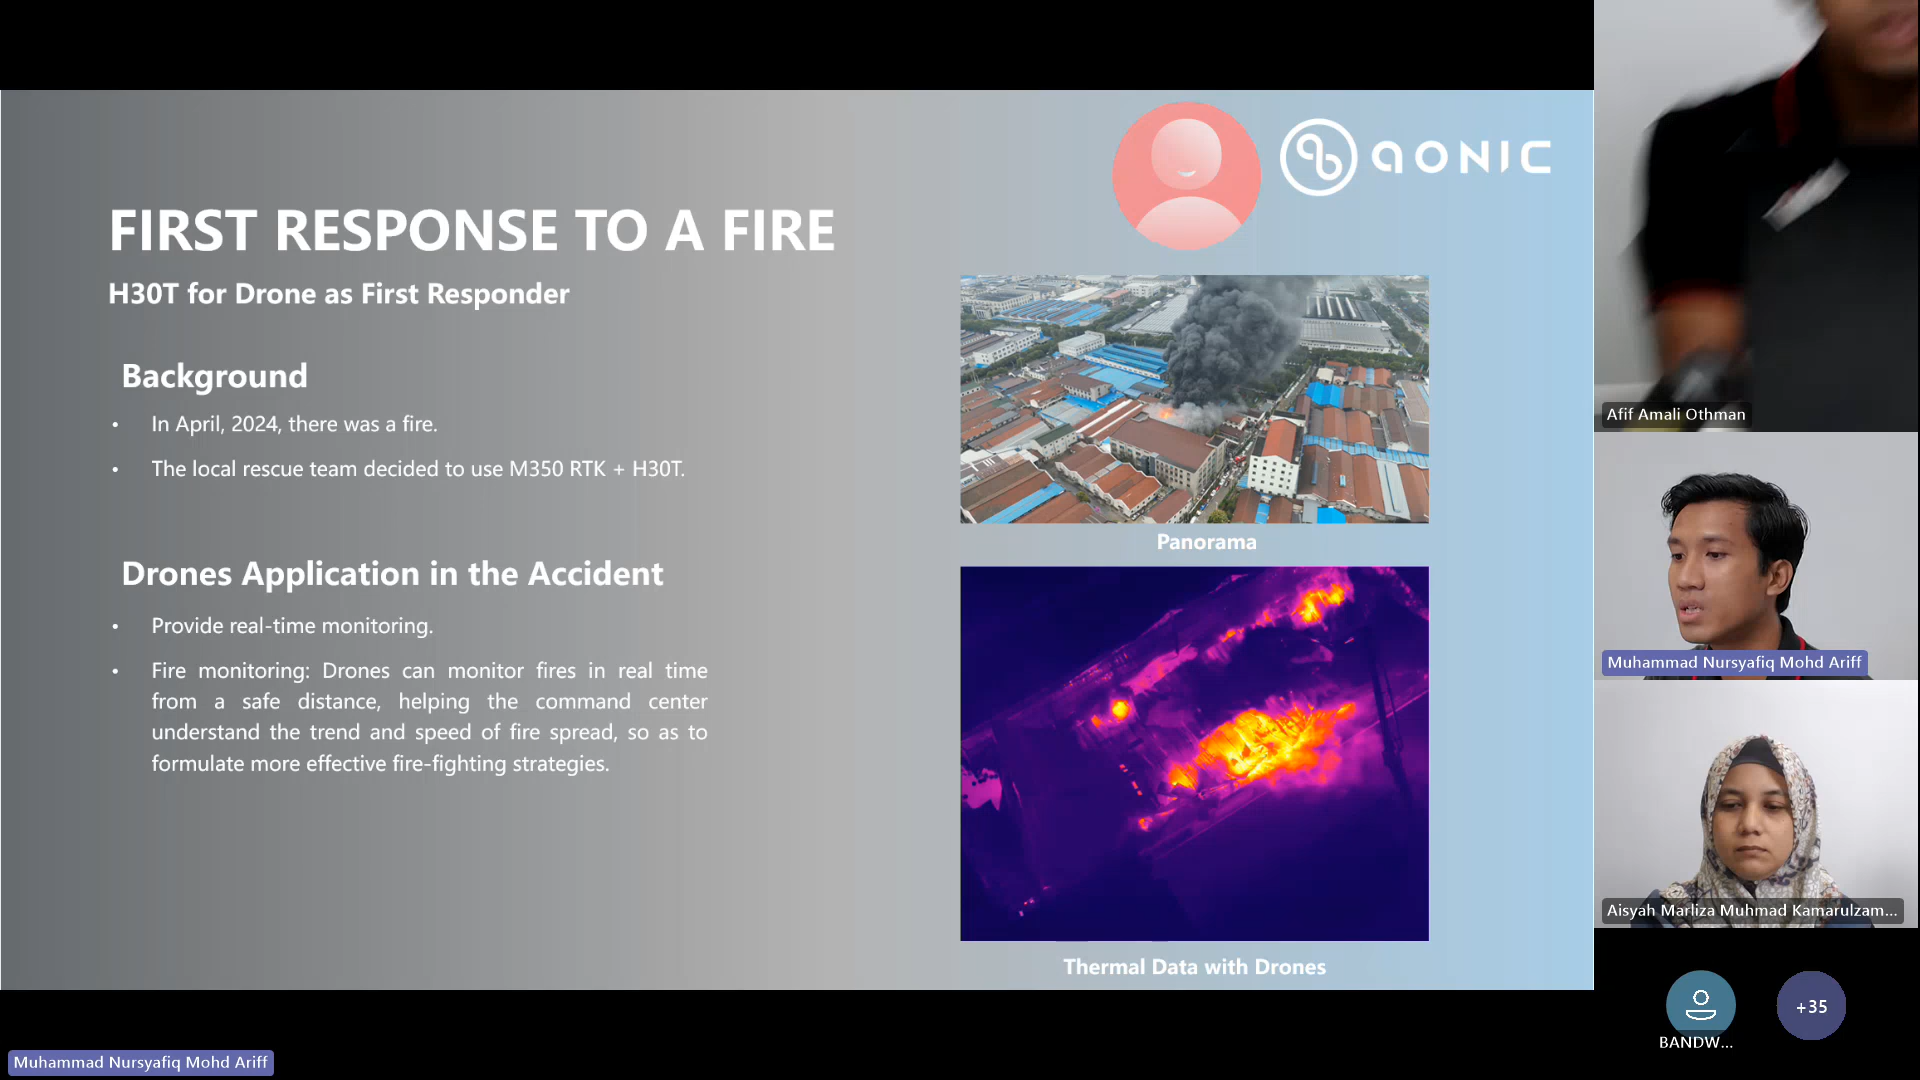 aonic
FIRST RESPONSE TO A FIRE
H30T for Drone as First Responder
Background
• In April, 2024, there was a fire.
• The local rescue team decided to use M350 RTK + H30T.
Drones Application in the Accident
• Provide real-time monitoring.
• Fire monitoring: Drones can monitor fires in real time
from a safe distance, helping the command center
understand the trend and speed of fire spread, so as to
formulate more effective fire-fighting strategies.
Panorama
Thermal Data with Drones
Afif Amali Othman
Muhammad Nursyafiq Mohd Ariff
Aisyah Marliza Muhmad Kamarulzam...
BANDW...
+35
Muhammad Nursyafiq Mohd Ariff